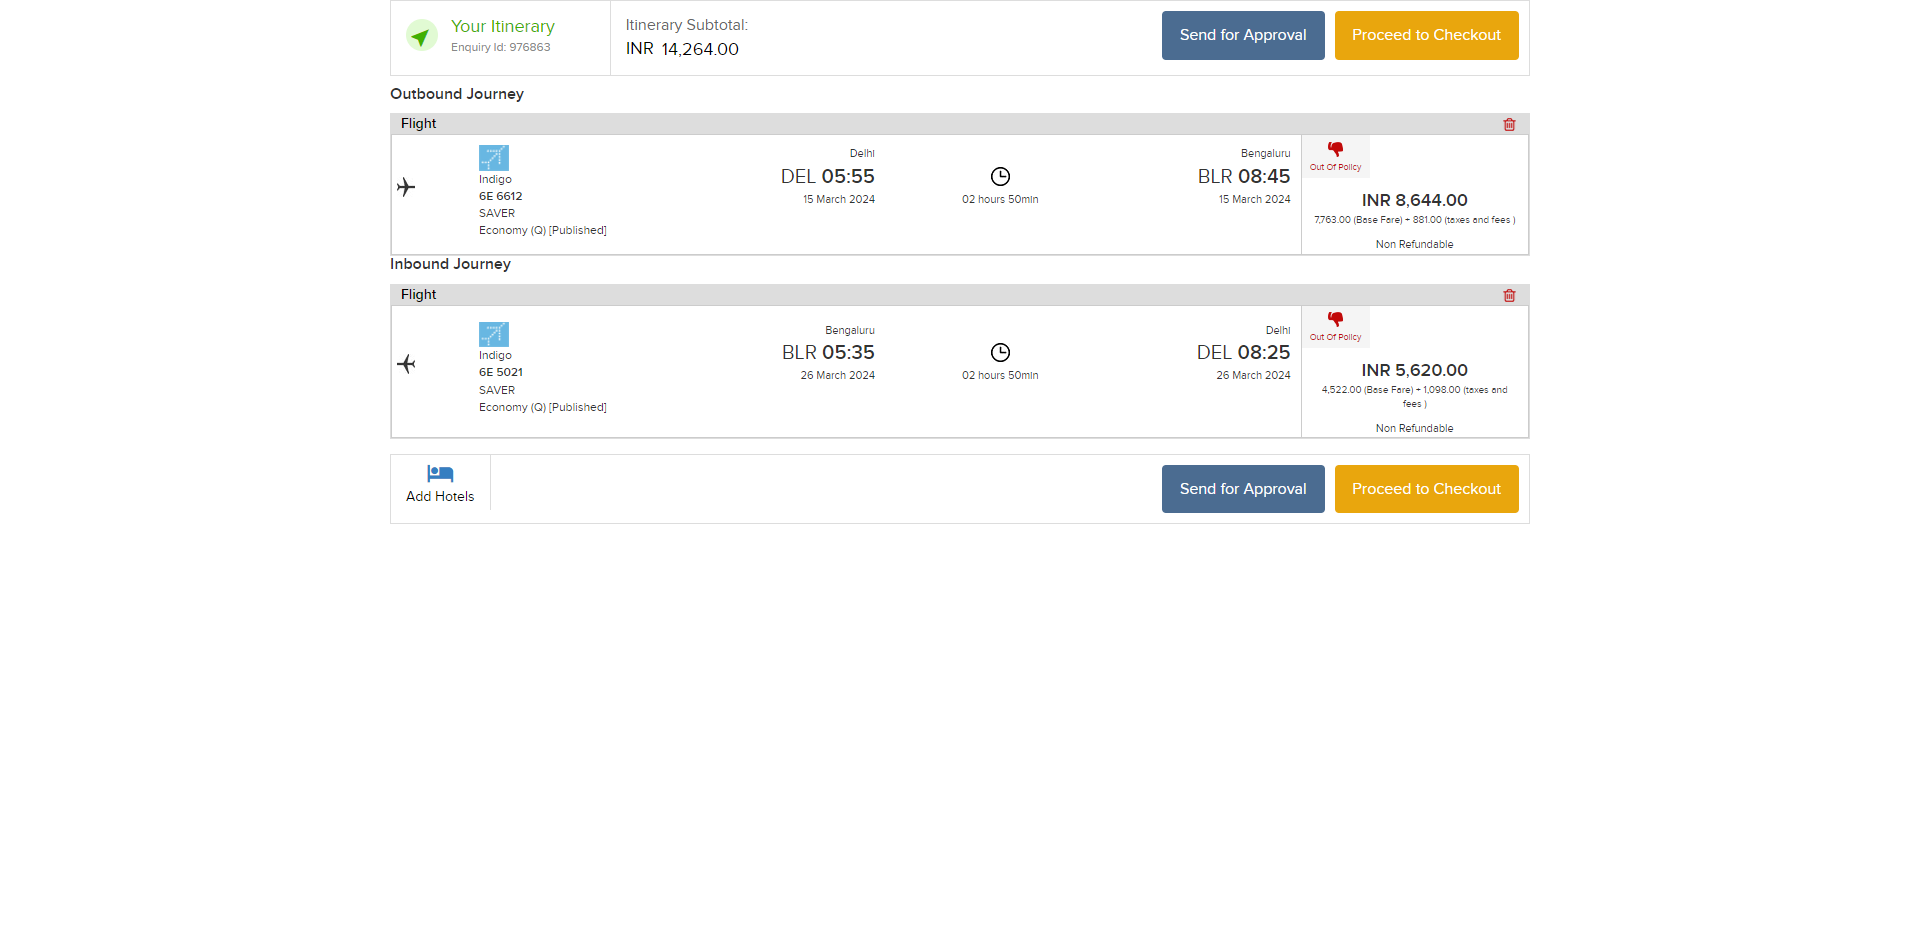 Your Itinerary
Enquiry Id: 976863
Itinerary Subtotal:
INR 14,264.00
Send for Approval
Proceed to Checkout
Outbound Journey
Flight
Indigo
6E 6612
SAVER
Economy (Q) [Published]
Delhi
DEL 05:55
15 March 2024
02 hours 50min
Bengaluru
BLR 08:45
15 March 2024
Out Of Policy
INR 8,644.00
7,763.00 (Base Fare) + 881.00 (taxes and fees )
Non Refundable
Inbound Journey
Flight
Indigo
6E 5021
SAVER
Economy (Q) [Published]
Bengaluru
BLR 05:35
26 March 2024
02 hours 50min
Delhi
DEL 08:25
26 March 2024
Out Of Policy
INR 5,620.00
4,522.00 (Base Fare) + 1,098.00 (taxes and
fees )
Non Refundable
Add Hotels
Send for Approval
Proceed to Checkout